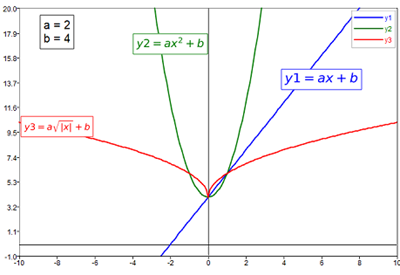 20.0
17.9
15.8
13.7
11.6
9.5
7.4
5.3
3.2
1.1
-1.0
-10
-8
-6
-4
-2
0
2
4
6
8
10
a = 2
b = 4
y2 = ax² + b
y1 = ax + b
y3 = a√|x| + b
y1
y2
y3